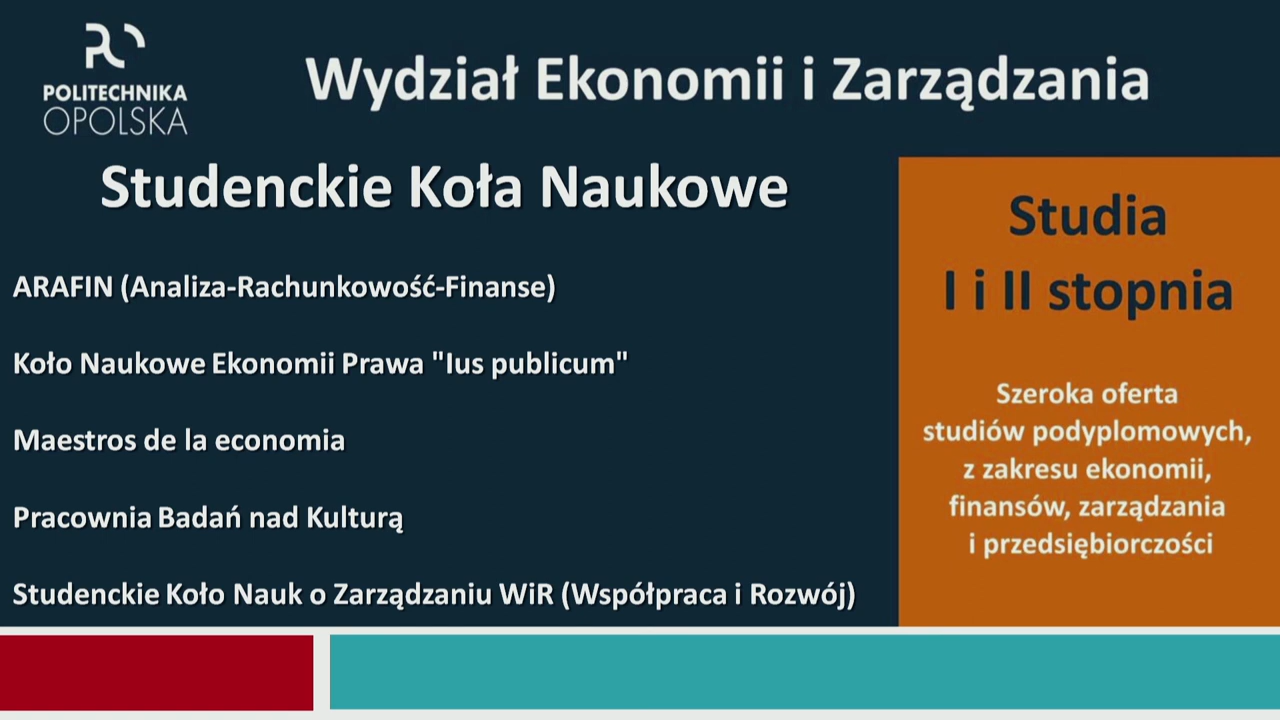 POLITECHNIKA
OPOLSKA
Wydział Ekonomii i Zarządzania
Studenckie Koła Naukowe
ARAFIN (Analiza-Rachunkowość-Finanse)
Koło Naukowe Ekonomii Prawa "Ius publicum"
Maestros de la economia
Pracownia Badań nad Kulturą
Studenckie Koło Nauk o Zarządzaniu WiR (Współpraca i Rozwój)
Studia
I i II stopnia
Szeroka oferta
studiów podyplomowych,
z zakresu ekonomii,
finansów, zarządzania
i przedsiębiorczości